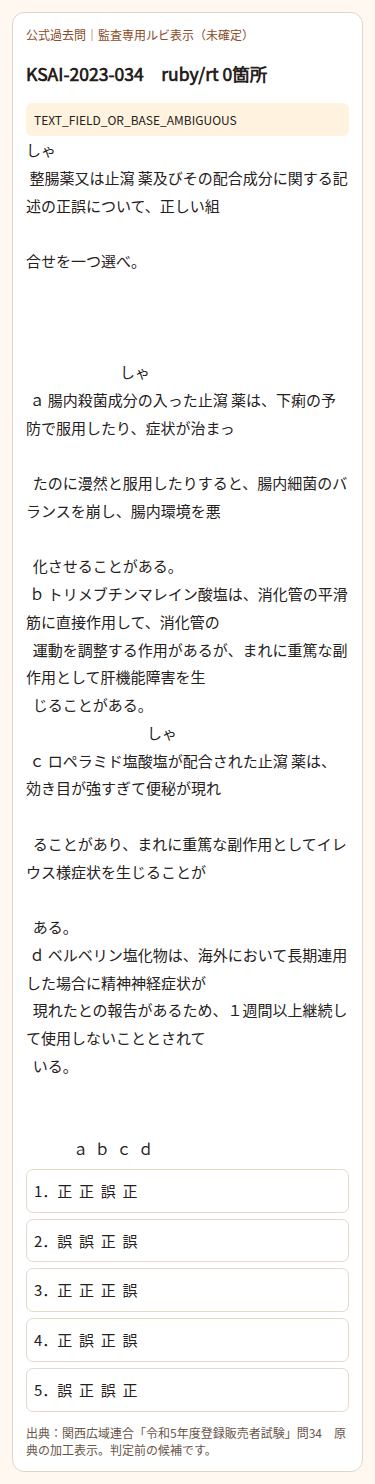 公式過去問｜監査専用ルビ表示（未確定）
KSAI-2023-034　ruby/rt 0箇所
TEXT_FIELD_OR_BASE_AMBIGUOUS
しゃ
整腸薬又は止瀉 薬及びその配合成分に関する記
述の正誤について、正しい組
合せを一つ選べ。
しゃ
ａ 腸内殺菌成分の入った止瀉 薬は、下痢の予
防で服用したり、症状が治まっ
たのに漫然と服用したりすると、腸内細菌のバ
ランスを崩し、腸内環境を悪
化させることがある。
ｂ トリメブチンマレイン酸塩は、消化管の平滑
筋に直接作用して、消化管の
運動を調整する作用があるが、まれに重篤な副
作用として肝機能障害を生
じることがある。
しゃ
ｃ ロペラミド塩酸塩が配合された止瀉 薬は、
効き目が強すぎて便秘が現れ
ることがあり、まれに重篤な副作用としてイレ
ウス様症状を生じることが
ある。
ｄ ベルベリン塩化物は、海外において長期連用
した場合に精神神経症状が
現れたとの報告があるため、１週間以上継続し
て使用しないこととされて
いる。
ａ ｂ ｃ ｄ
1．正 正 誤 正
2．誤 誤 正 誤
3．正 正 正 誤
4．正 誤 正 誤
5．誤 正 誤 正
出典：関西広域連合「令和5年度登録販売者試験」問34　原
典の加工表示。判定前の候補です。